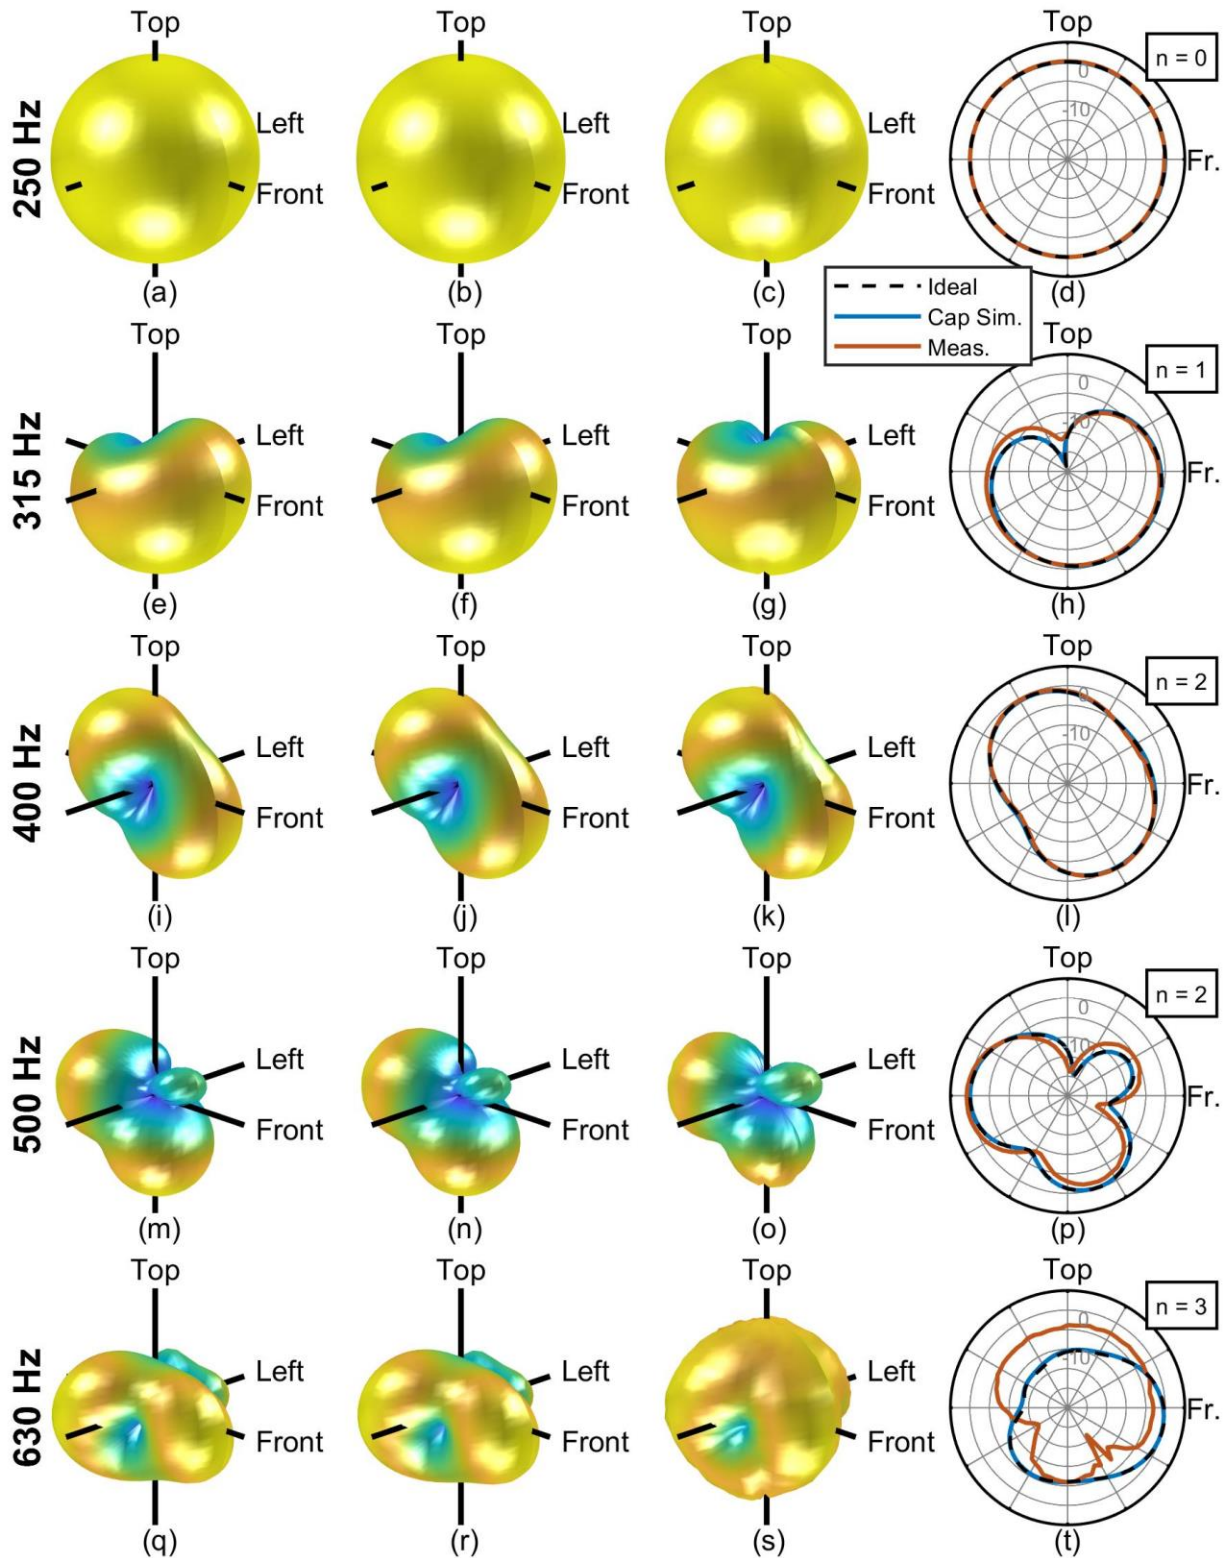 Top Top Top Top
n = 0
250 Hz
0
-10
Left Left Left
Front Front Front
Fr.
(a) (b) (c) (d)
Ideal
Cap Sim.
Meas.
Top Top Top Top
n = 1
315 Hz
0
-10
Left Left Left
Front Front Front
Fr.
(e) (f) (g) (h)
Top Top Top Top
n = 2
400 Hz
0
-10
Left Left Left
Front Front Front
Fr.
(i) (j) (k) (l)
Top Top Top Top
n = 2
500 Hz
0
-10
Left Left Left
Front Front Front
Fr.
(m) (n) (o) (p)
Top Top Top Top
n = 3
630 Hz
0
-10
Left Left Left
Front Front Front
Fr.
(q) (r) (s) (t)